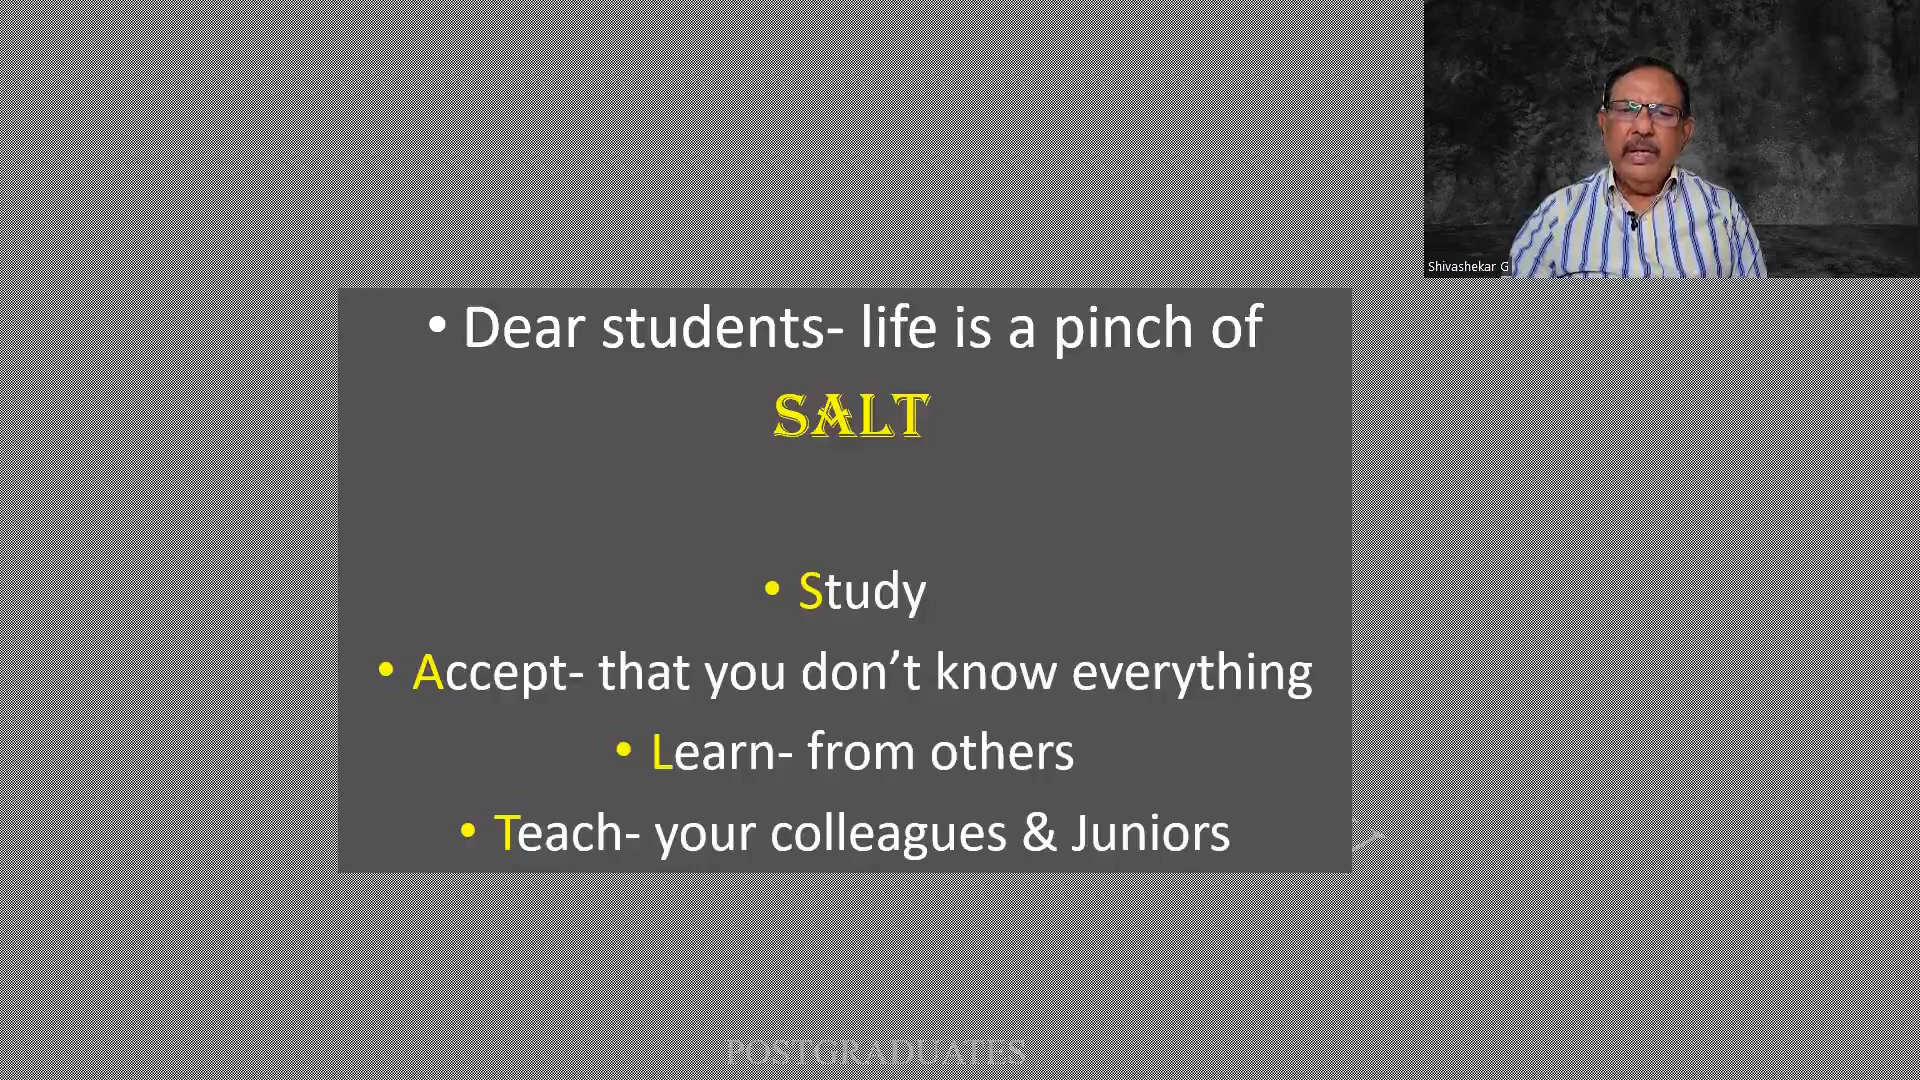 Shivashekar G
• Dear students- life is a pinch of
SALT
• Study
• Accept- that you don’t know everything
• Learn- from others
• Teach- your colleagues & Juniors
POSTGRADUATES